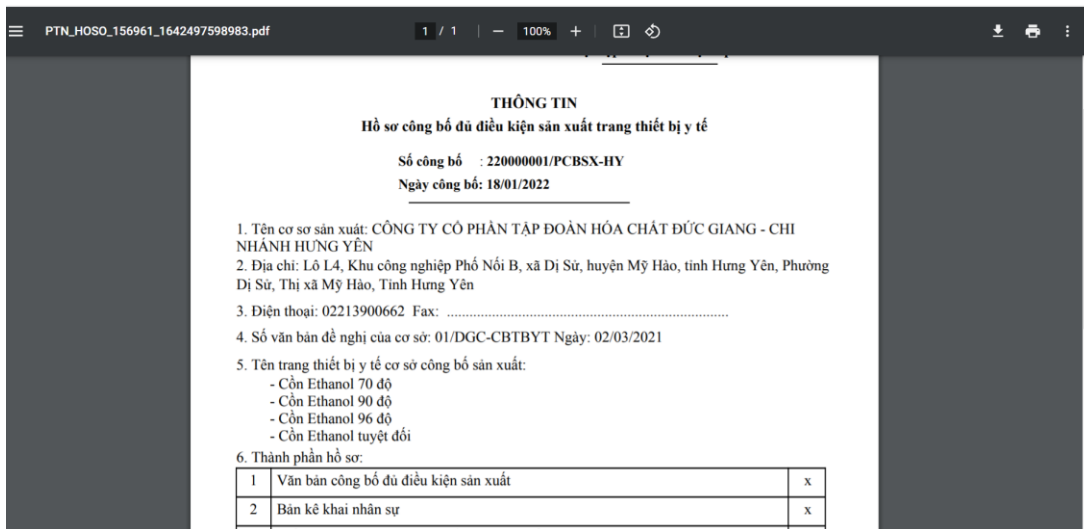 PTN_HOSO_156961_1642497598983.pdf
1 / 1
100%
THÔNG TIN
Hồ sơ công bố đủ điều kiện sản xuất trang thiết bị y tế
Số công bố : 220000001/PCBSX-HY
Ngày công bố: 18/01/2022
1. Tên cơ sơ sản xuát: CÔNG TY CỔ PHẦN TẬP ĐOÀN HÓA CHẤT ĐỨC GIANG - CHI
NHÁNH HƯNG YÊN
2. Địa chỉ: Lô L4, Khu công nghiệp Phố Nối B, xã Dị Sử, huyện Mỹ Hào, tỉnh Hưng Yên, Phường
Dị Sử, Thị xã Mỹ Hào, Tỉnh Hưng Yên
3. Điện thoại: 02213900662 Fax: ...........................................................................
4. Số văn bản đề nghị của cơ sở: 01/DGC-CBTBYT Ngày: 02/03/2021
5. Tên trang thiết bị y tế cơ sở công bố sản xuất:
- Cồn Ethanol 70 độ
- Cồn Ethanol 90 độ
- Cồn Ethanol 96 độ
- Cồn Ethanol tuyệt đối
6. Thành phần hồ sơ:
1 Văn bản công bố đủ điều kiện sản xuất x
2 Bản kê khai nhân sự x